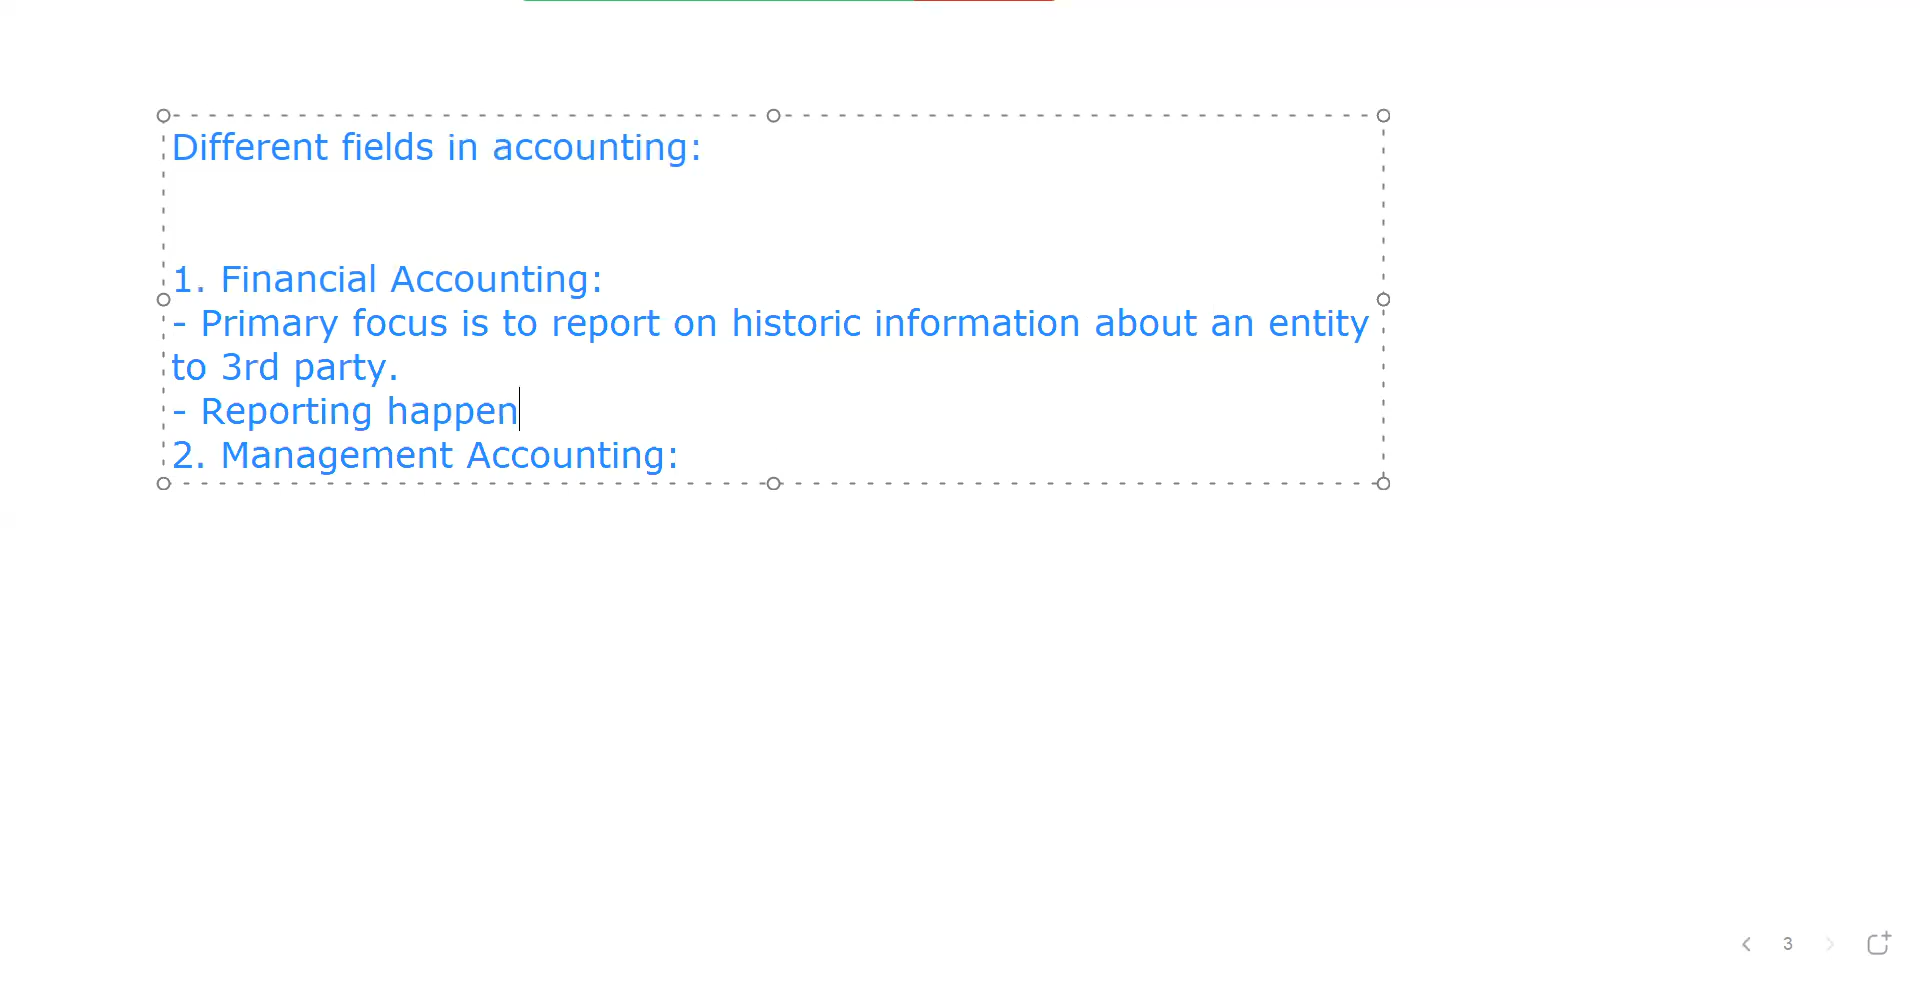 Different fields in accounting:
1. Financial Accounting:
- Primary focus is to report on historic information about an entity
to 3rd party.
- Reporting happen
2. Management Accounting:
3